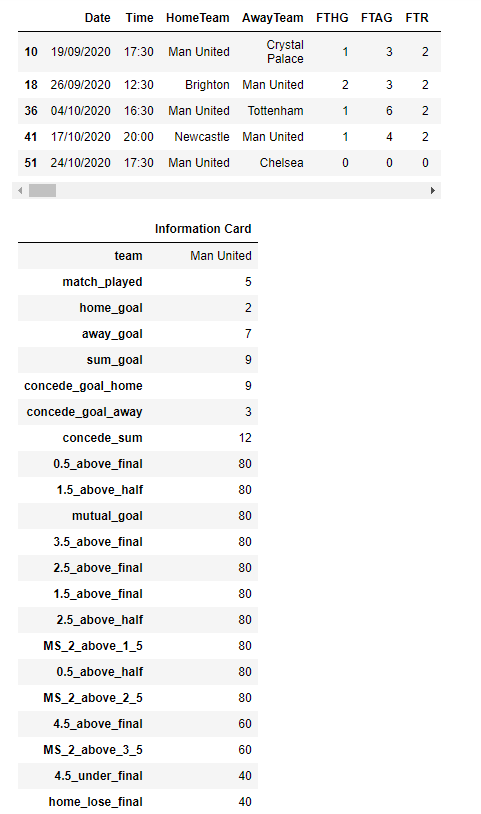 Date Time HomeTeam AwayTeam FTHG FTAG FTR
10 19/09/2020 17:30 Man United Crystal Palace 1 3 2
18 26/09/2020 12:30 Brighton Man United 2 3 2
36 04/10/2020 16:30 Man United Tottenham 1 6 2
41 17/10/2020 20:00 Newcastle Man United 1 4 2
51 24/10/2020 17:30 Man United Chelsea 0 0 0
Information Card
team Man United
match_played 5
home_goal 2
away_goal 7
sum_goal 9
concede_goal_home 9
concede_goal_away 3
concede_sum 12
0.5_above_final 80
1.5_above_half 80
mutual_goal 80
3.5_above_final 80
2.5_above_final 80
1.5_above_final 80
2.5_above_half 80
MS_2_above_1_5 80
0.5_above_half 80
MS_2_above_2_5 80
4.5_above_final 60
MS_2_above_3_5 60
4.5_under_final 40
home_lose_final 40